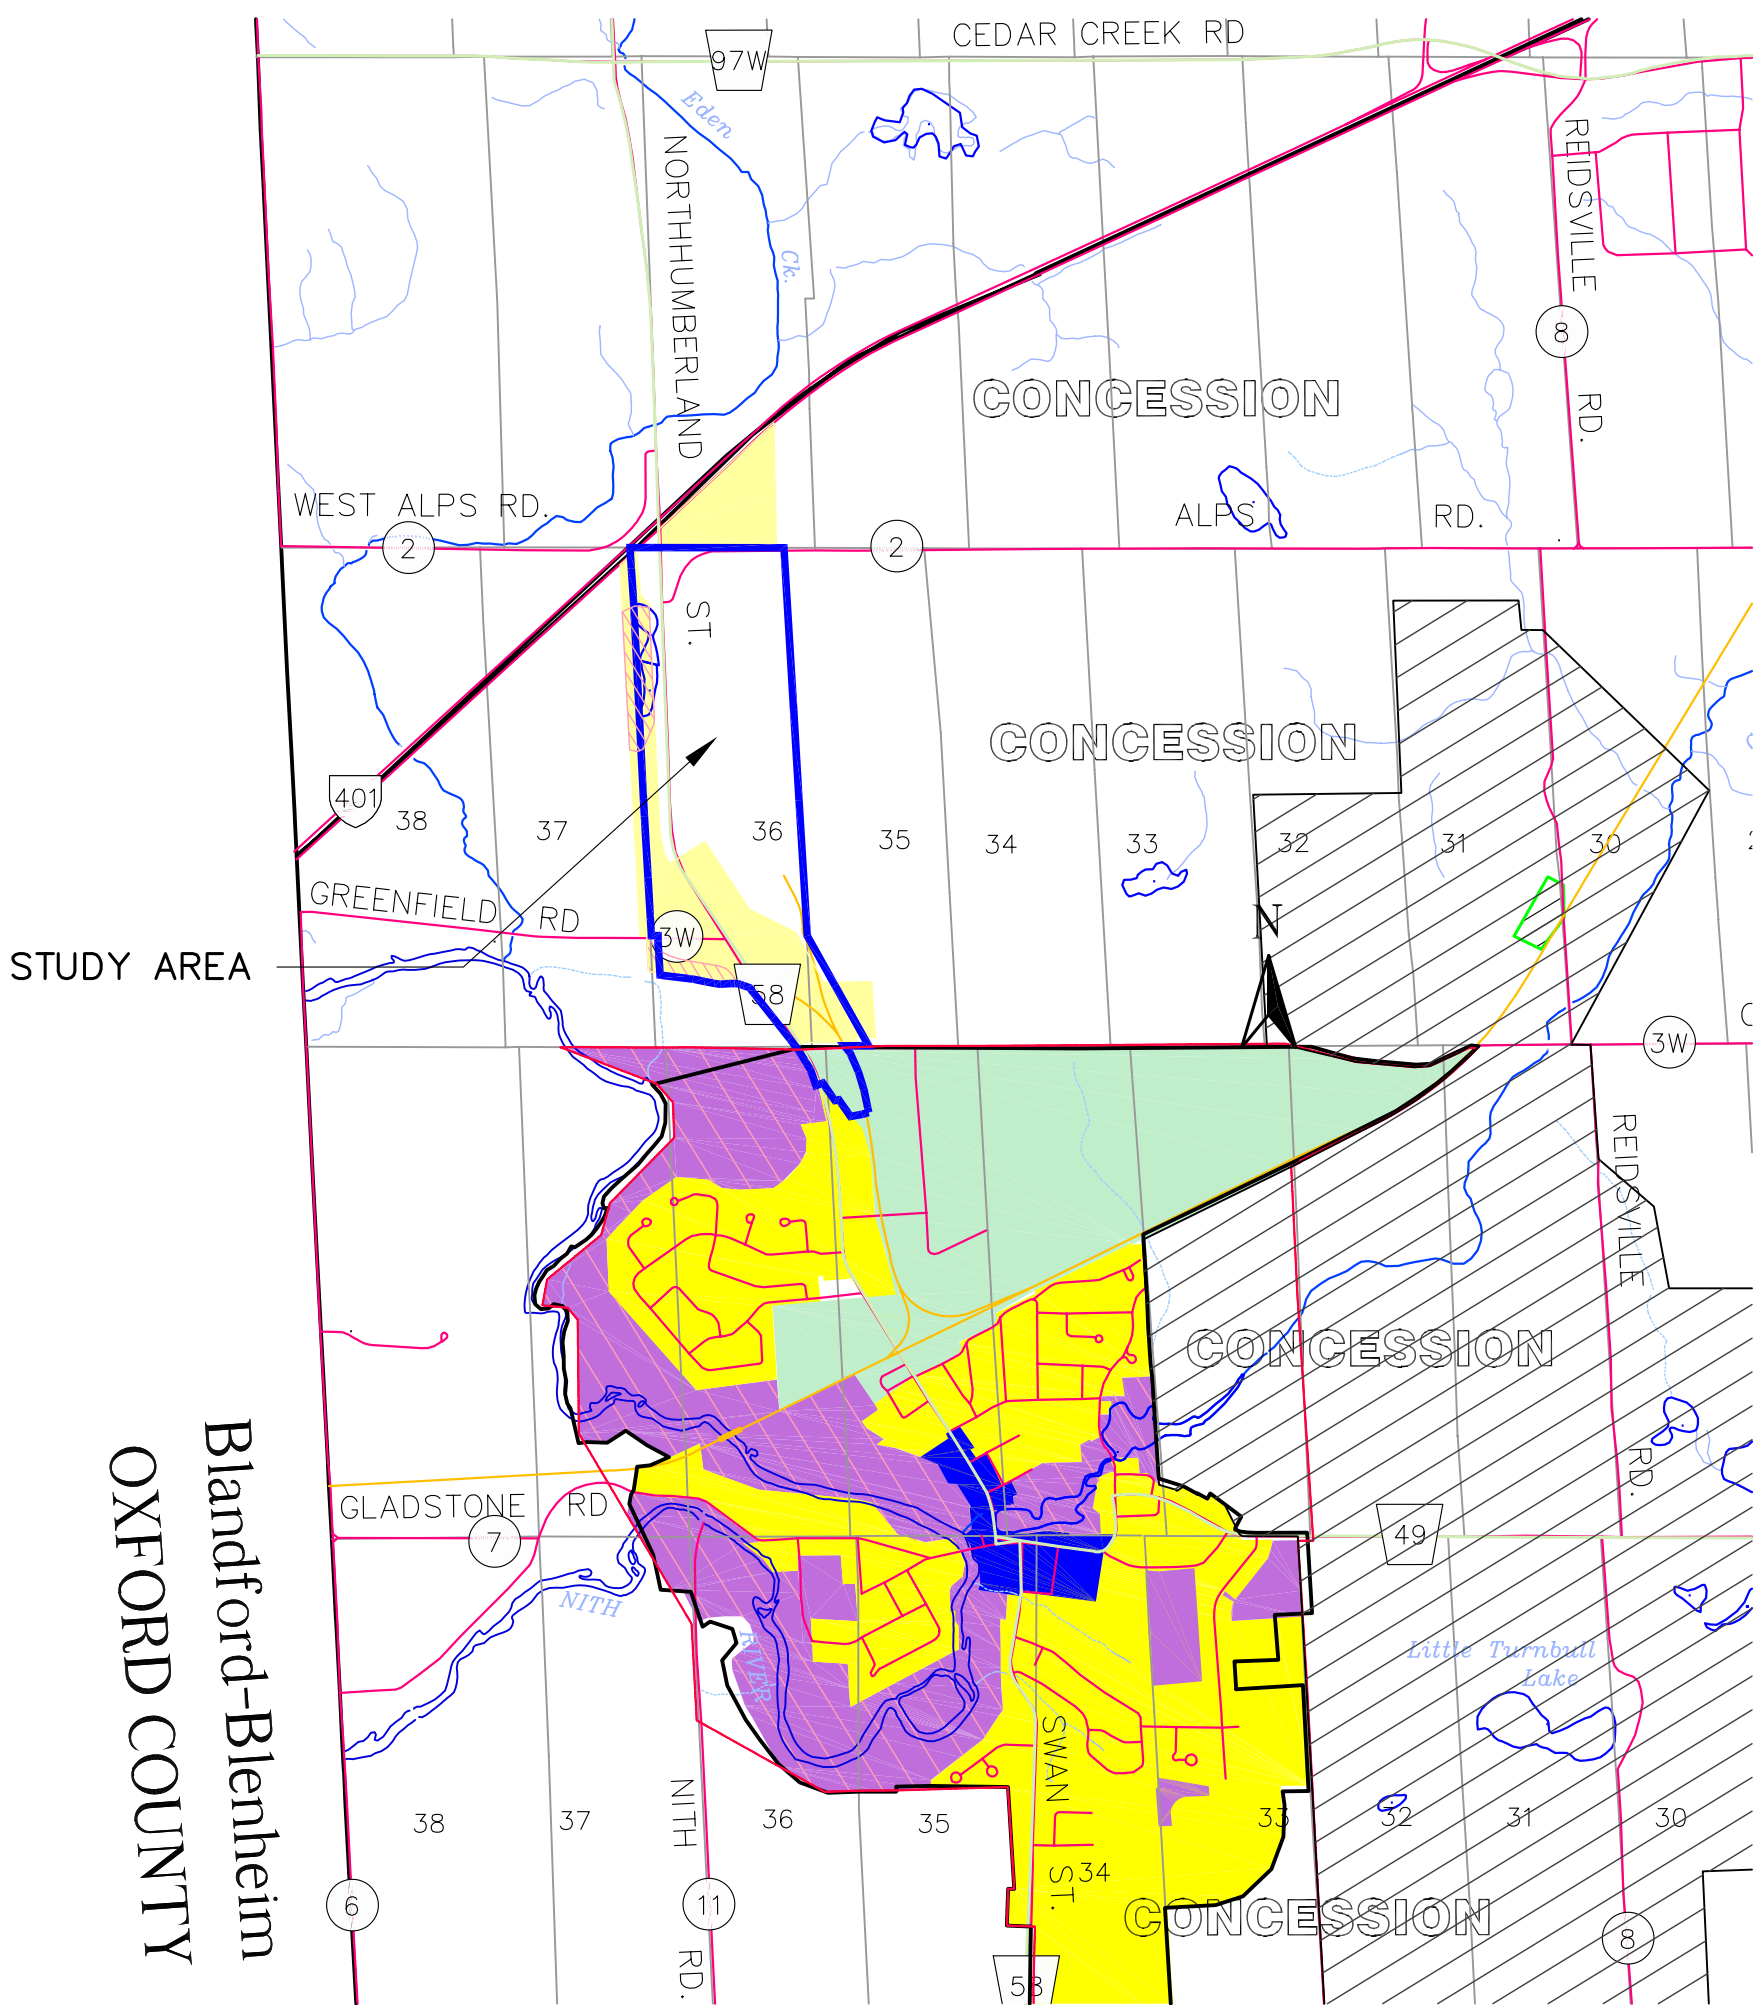 CEDAR CREEK RD
97W
Eden
Ck.
NORTHHUMBERLAND
ST.
REIDSVILLE
RD.
8
CONCESSION
WEST ALPS RD.
2
2
ALPS
RD.
CONCESSION
401
38
37
36
35
34
33
32
31
30
GREENFIELD RD
3W
N
STUDY AREA
58
3W
REIDSVILLE
RD.
CONCESSION
Blandford-Blenheim
OXFORD COUNTY
GLADSTONE RD
7
49
NITH
RIVER
Little Turnbull
Lake
SWAN
ST.
NITH
RD.
38
37
36
35
34
33
32
31
30
CONCESSION
6
11
8
58